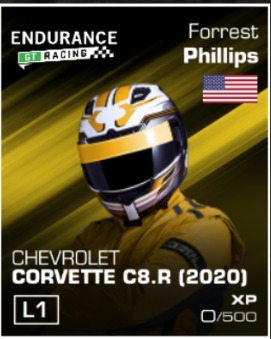 ENDURANCE
GT RACING
Forrest
Phillips
CHEVROLET
CORVETTE C8.R (2020)
L1
XP
0/500